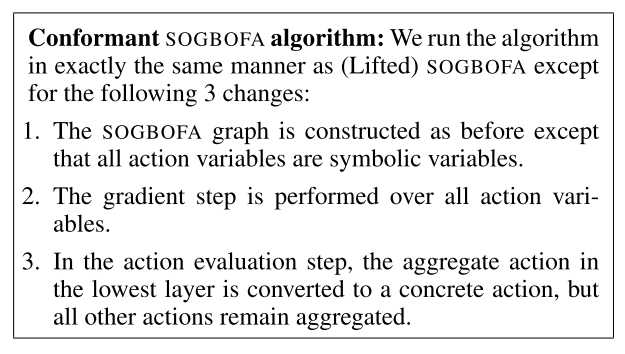 Conformant SOGBOFA algorithm: We run the algorithm
in exactly the same manner as (Lifted) SOGBOFA except
for the following 3 changes:
1. The SOGBOFA graph is constructed as before except
that all action variables are symbolic variables.
2. The gradient step is performed over all action vari-
ables.
3. In the action evaluation step, the aggregate action in
the lowest layer is converted to a concrete action, but
all other actions remain aggregated.